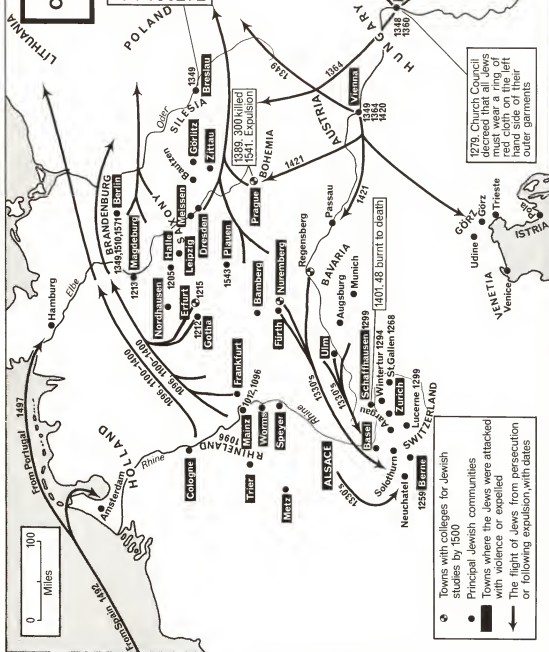 LITHUANIA
POLAND
HUNGARY
1348
1360
1349
1349
1364
Breslau
SILESIA
Oder
Görlitz
Bautzen
Zittau
1389. 300 killed
1541. Expulsion
BOHEMIA
AUSTRIA
Vienna
1349
1364
1420
1421
1421
1279. Church Council
decreed that all Jews
must wear a ring of
red cloth on the left
hand side of their
outer garments
BRANDENBURG
1349,1510,1571
Berlin
Magdeburg
1213
Halle
1205
Leipzig
Meissen
Dresden
Prague
Plauen
1543
Nordhausen
Erfurt
1215
1212
Gotha
Bamberg
Nuremberg
Fürth
Regensberg
Passau
BAVARIA
Munich
Augsburg
Ulm
1401. 48 burnt to death
GÖRZ
Görz
Udine
Trieste
ISTRIA
VENETIA
Venice
Hamburg
Elbe
1096, 1100-1400
1096, 1100-1400
Frankfurt
1012, 1096
Mainz
Worms
Speyer
RHINELAND
1096
Rhine
Cologne
Trier
Metz
ALSACE
1330's
1330's
1320's
Rhine
Schaffhausen 1299
Wintertur 1294
St Gallen 1268
Basel
Aargau
Zurich
Lucerne 1299
Solothurn
SWITZERLAND
Neuchatel
1259 Berne
From Portugal 1497
HOLLAND
Amsterdam
From Spain 1492
0 100
Miles
Towns with colleges for Jewish
studies by 1500
Principal Jewish communities
Towns where the Jews were attacked
with violence or expelled
The flight of Jews from persecution
or following expulsion, with dates